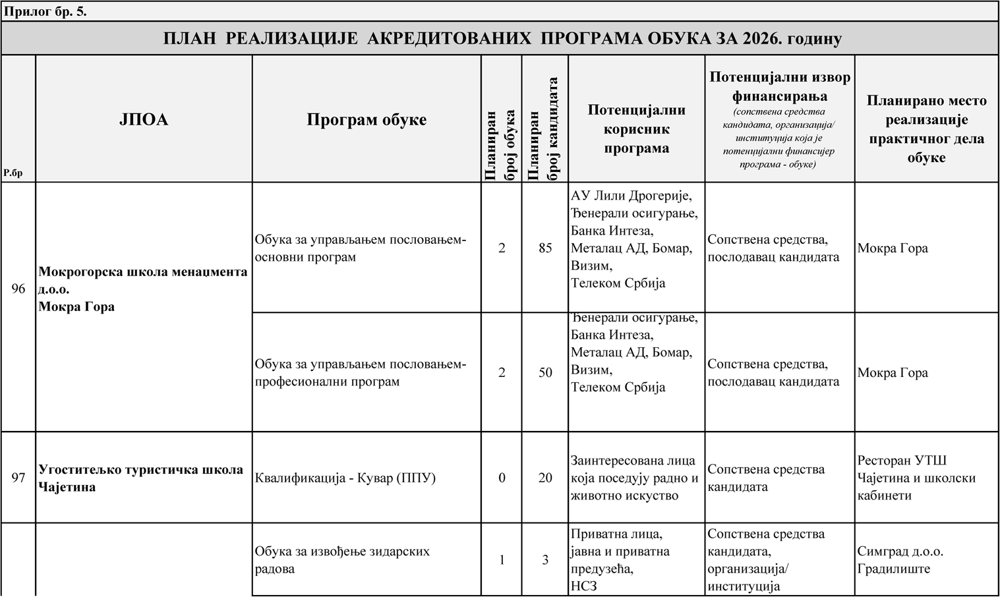 Прилог бр. 5.
ПЛАН РЕАЛИЗАЦИЈЕ АКРЕДИТОВАНИХ ПРОГРАМА ОБУКА ЗА 2026. годину
Р.бр
ЈПОА
Програм обуке
Планиран
број обука
Планиран
број кандидата
Потенцијални
корисник
програма
Потенцијални извор
финансирања
(сопствена средства
кандидата, организација/
институција која је
потенцијални финансијер
програма - обуке)
Планирано место
реализације
практичног дела
обуке
96
Мокрогорска школа менаџмента
д.о.о.
Мокра Гора
Обука за управљањем пословањем-
основни програм
2
85
АУ Лили Дрогерије,
Ђенерали осигурање,
Банка Интеза,
Металац АД, Бомар,
Визим,
Телеком Србија
Сопствена средства,
послодавац кандидата
Мокра Гора
Обука за управљањем пословањем-
професионални програм
2
50
Ђенерали осигурање,
Банка Интеза,
Металац АД, Бомар,
Визим,
Телеком Србија
Сопствена средства,
послодавац кандидата
Мокра Гора
97
Угоститељко туристичка школа
Чајетина
Квалификација - Кувар (ППУ)
0
20
Заинтересована лица
која поседују радно и
животно искуство
Сопствена средства
кандидата
Ресторан УТШ
Чајетина и школски
кабинети
Обука за извођење зидарских
радова
1
3
Приватна лица,
јавна и приватна
предузећа,
НСЗ
Сопствена средства
кандидата,
организација/
институција
Симград д.о.о.
Градилиште